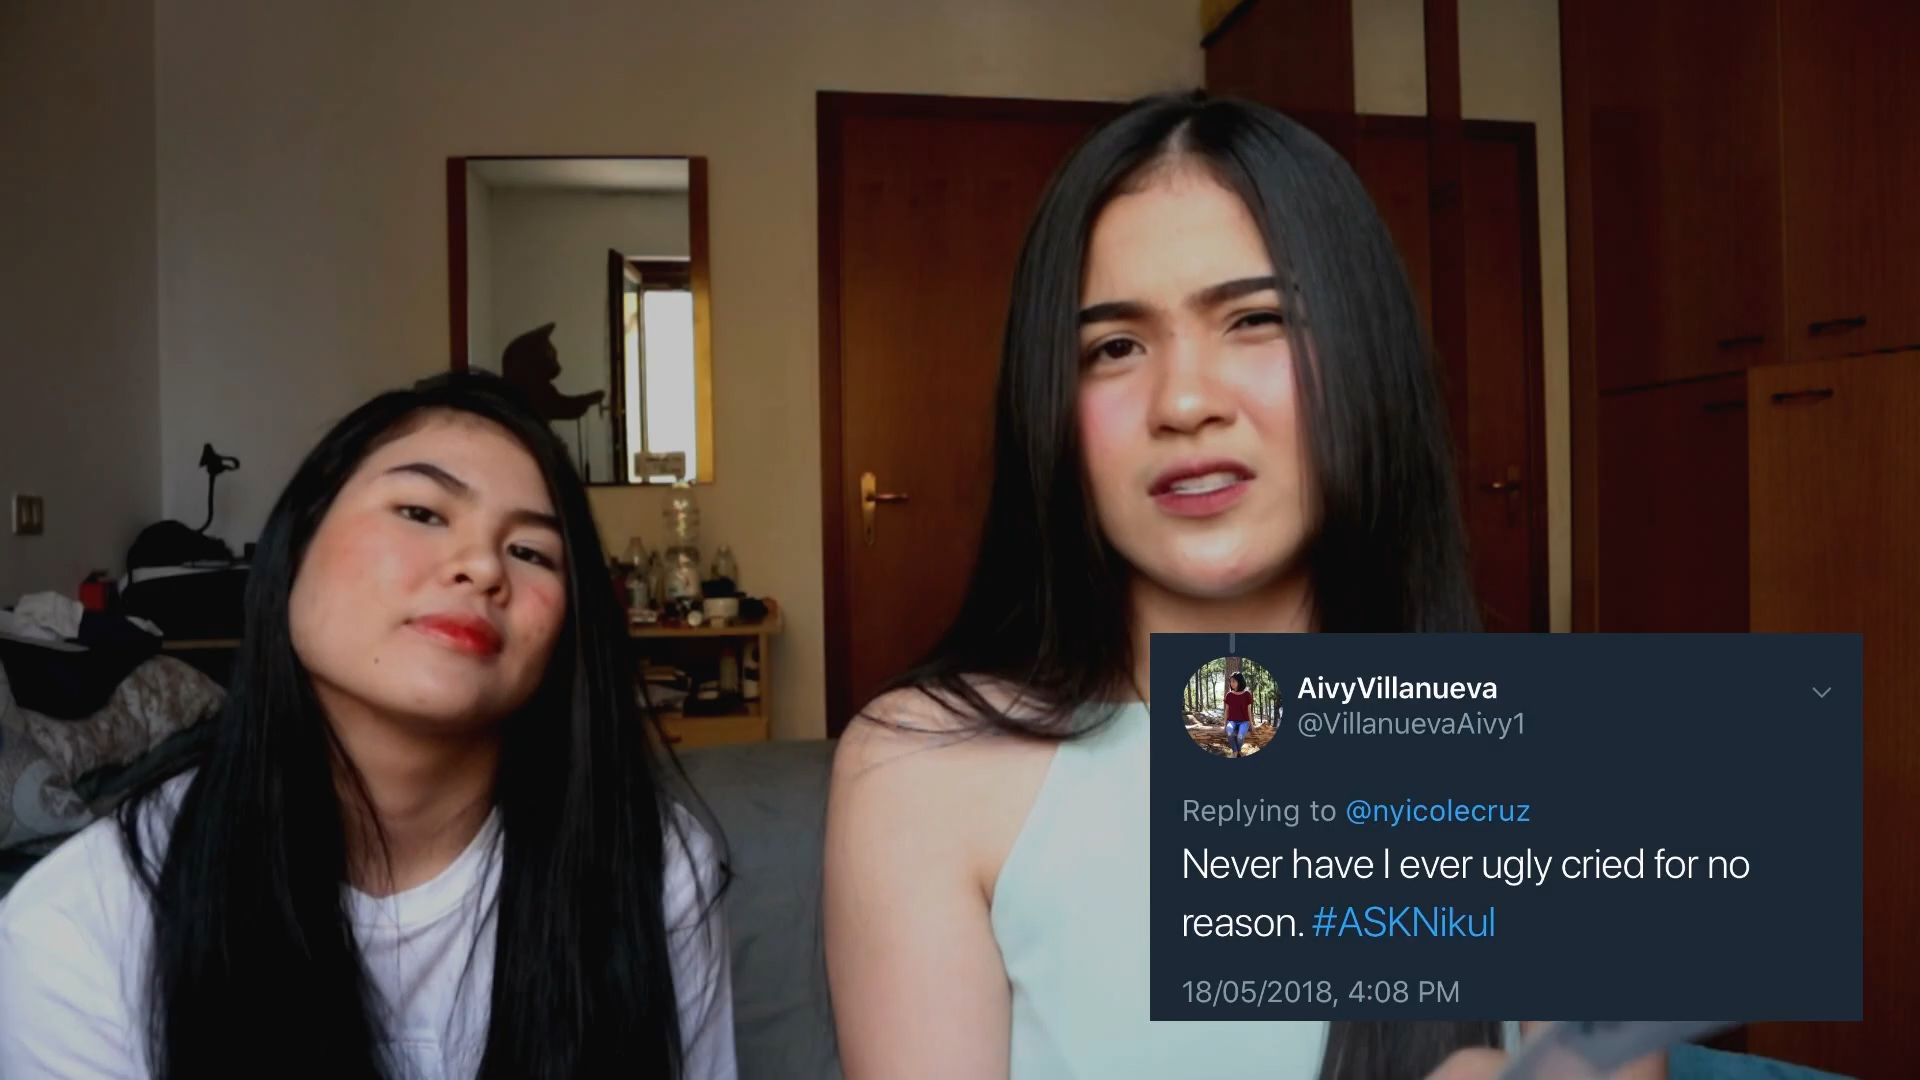 AivyVillanueva
@VillanuevaAivy1
Replying to @nyicolecruz
Never have I ever ugly cried for no
reason. #ASKNikul
18/05/2018, 4:08 PM